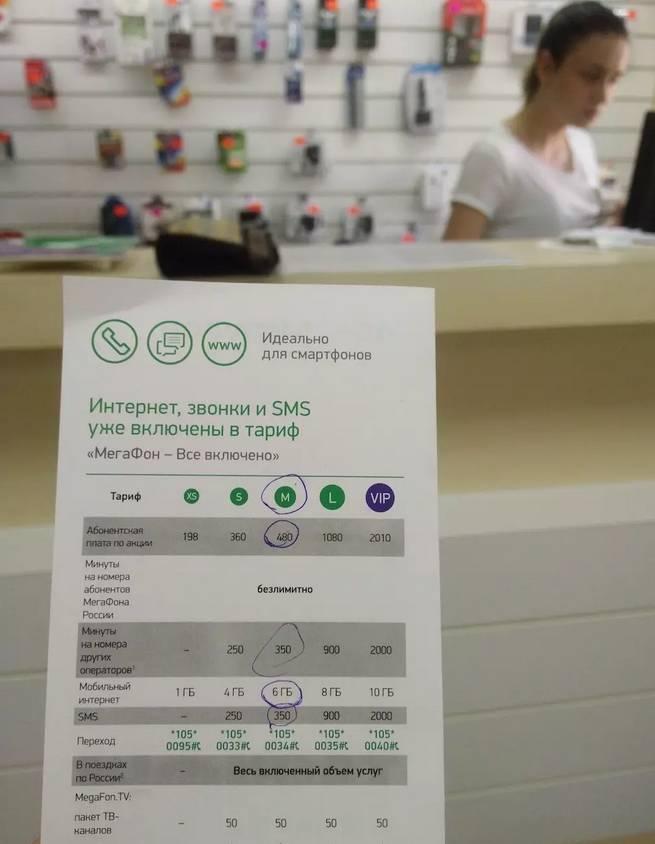 www
Идеально
для смартфонов
Интернет, звонки и SMS
уже включены в тариф
«МегаФон – Все включено»
Тариф XS S M L VIP
Абонентская
плата по акции 198 360 480 1080 2010
Минуты
на номера
абонентов
МегаФона
России
безлимитно
Минуты
на номера
других
операторов¹ – 250 350 900 2000
Мобильный
интернет 1 ГБ 4 ГБ 6 ГБ 8 ГБ 10 ГБ
SMS – 250 350 900 2000
Переход *105* *105* *105* *105* *105*
0095# 0033# 0034# 0035# 0040#
В поездках
по России² – Весь включенный объем услуг
MegaFon.TV:
пакет ТВ-
каналов – 50 50 50 50